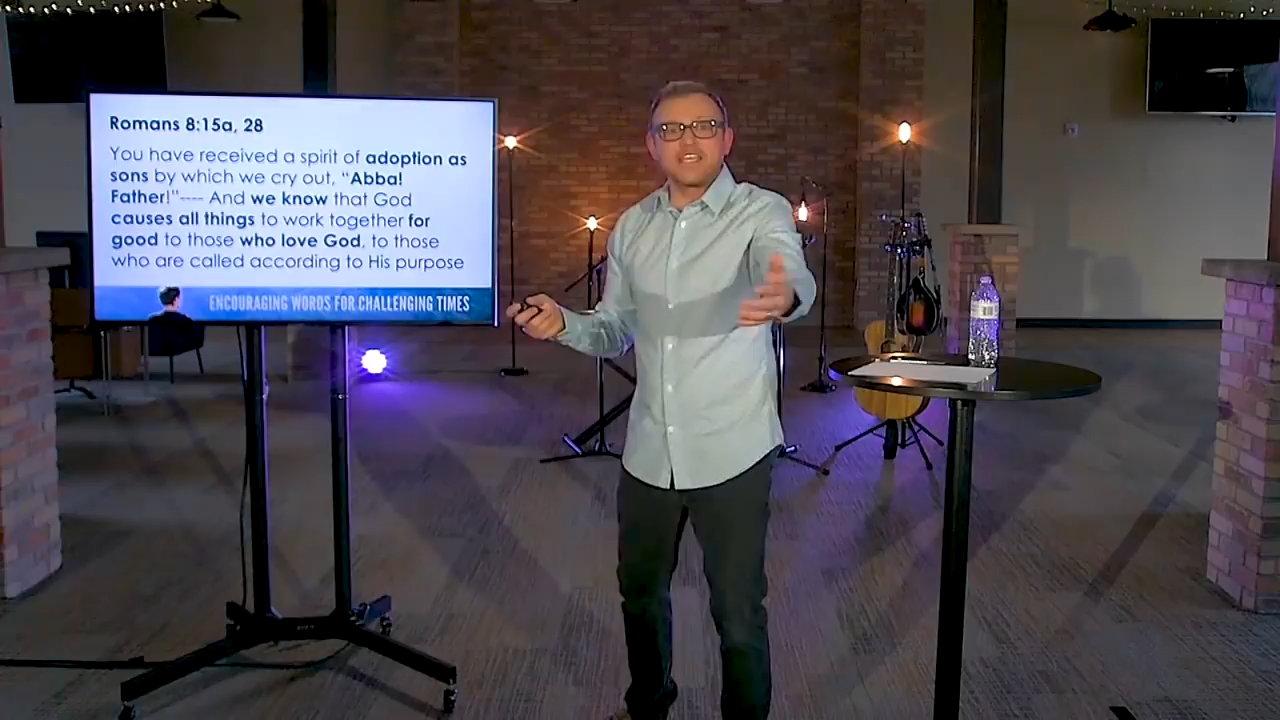 Romans 8:15a, 28
You have received a spirit of adoption as
sons by which we cry out, “Abba!
Father!”---- And we know that God
causes all things to work together for
good to those who love God, to those
who are called according to His purpose
ENCOURAGING WORDS FOR CHALLENGING TIMES